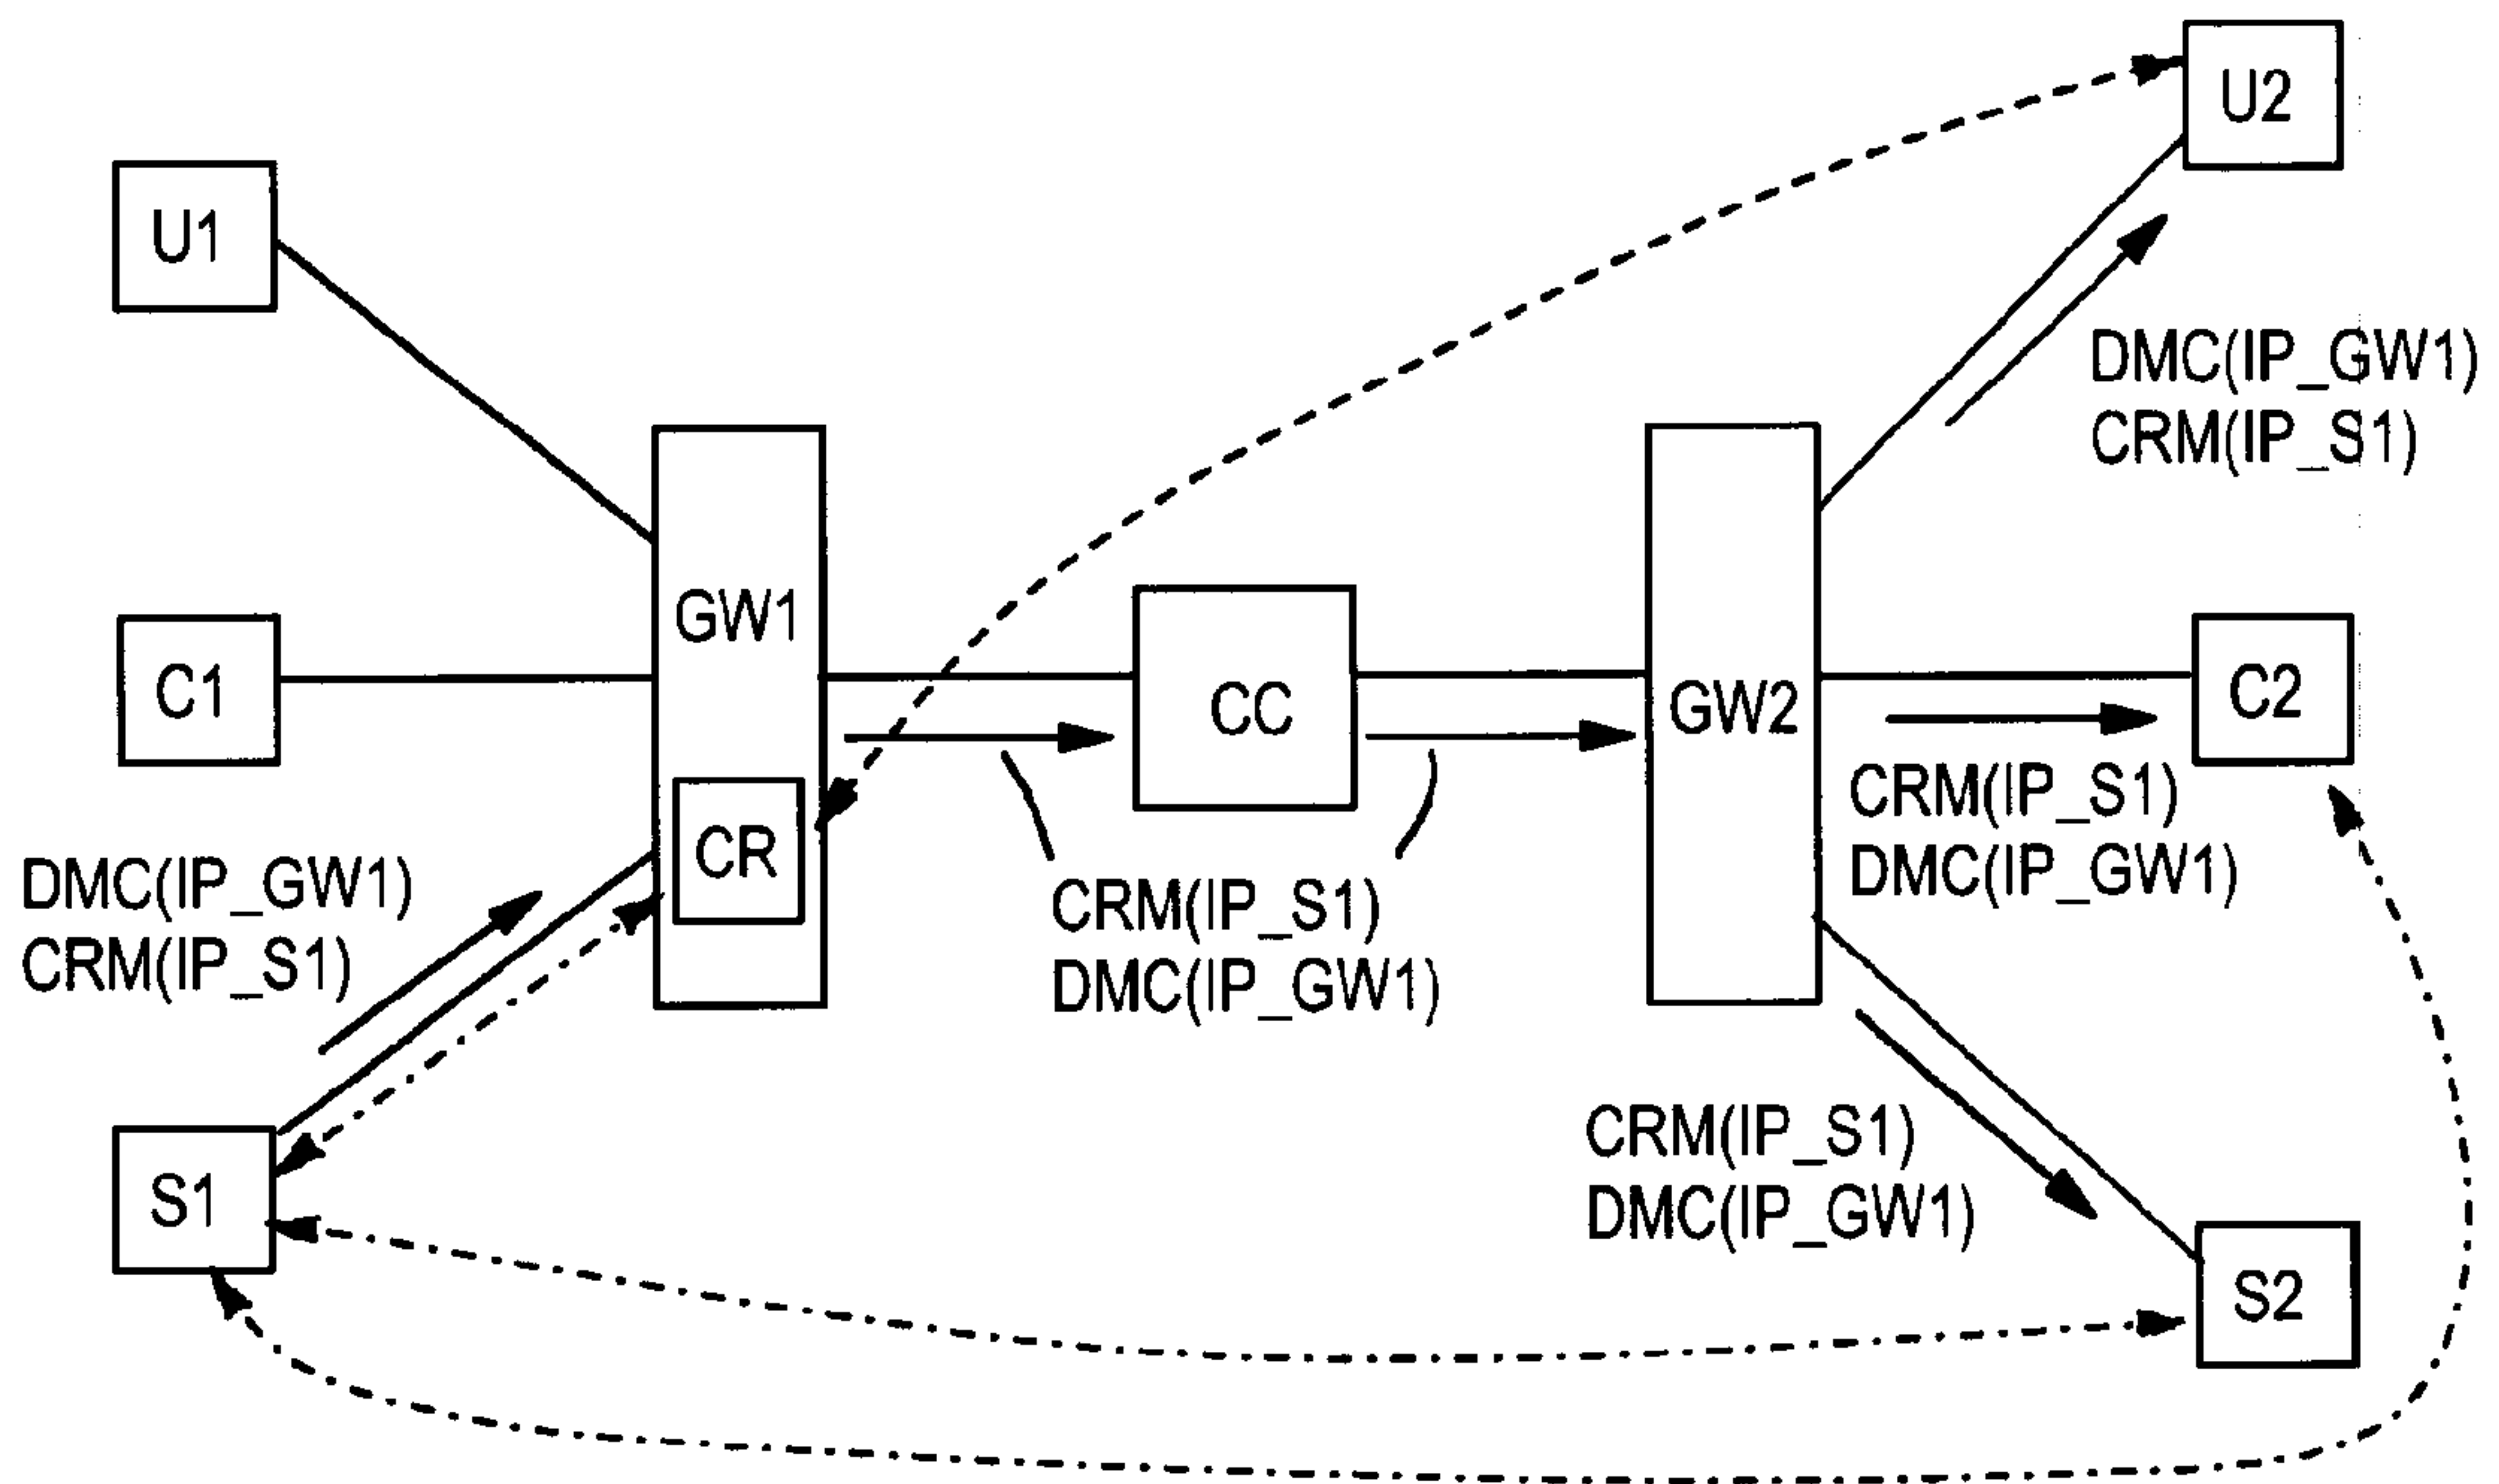 U2
U1
DMC(IP_GW1)
CRM(IP_S1)
GW1
C1
CC
GW2
C2
CRM(IP_S1)
DMC(IP_GW1)
CR
DMC(IP_GW1)
CRM(IP_S1)
CRM(IP_S1)
DMC(IP_GW1)
CRM(IP_S1)
DMC(IP_GW1)
S1
S2